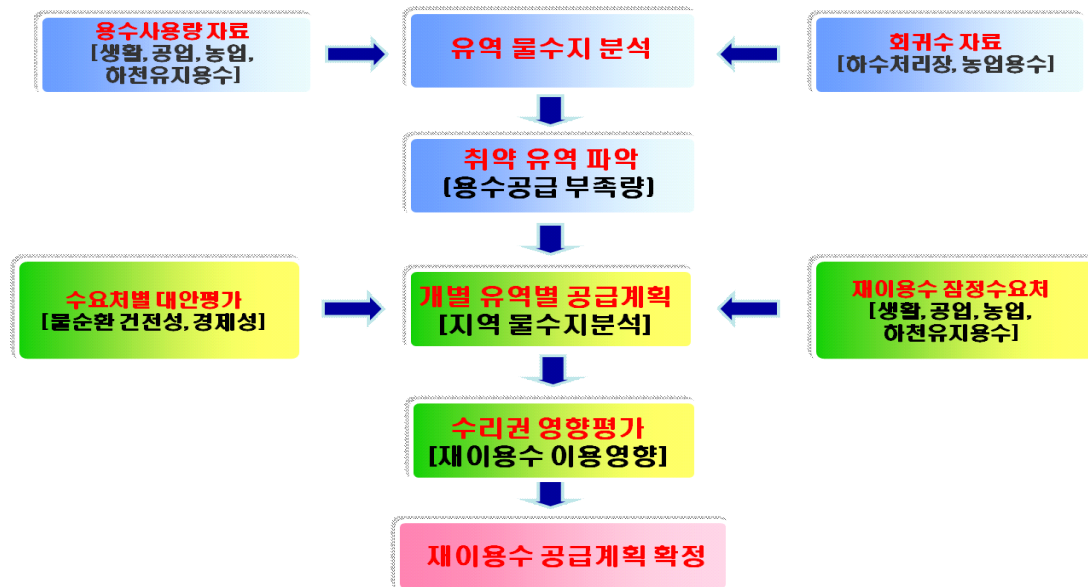 용수사용량 자료
[생활, 공업, 농업,
하천유지용수]
유역 물수지 분석
회귀수 자료
[하수처리장, 농업용수]
취약 유역 파악
(용수공급 부족량)
수요처별 대안평가
[물순환 건전성, 경제성]
개별 유역별 공급계획
[지역 물수지분석]
재이용수 잠정수요처
[생활, 공업, 농업,
하천유지용수]
수리권 영향평가
[재이용수 이용영향]
재이용수 공급계획 확정